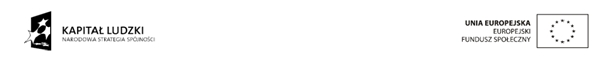 KAPITAŁ LUDZKI
NARODOWA STRATEGIA SPÓJNOŚCI
UNIA EUROPEJSKA
EUROPEJSKI
FUNDUSZ SPOŁECZNY